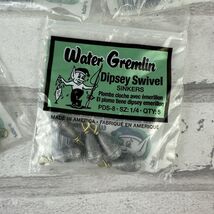 Water Gremlin
Dipsey Swivel
SINKERS
Plombs cloche avec émerillon
El plomo tiene dipsey emerillon
PDS-8 - SZ: 1/4 - QTY: 5
MADE IN AMERICA • FABRIQUÉ EN AMERIQUE